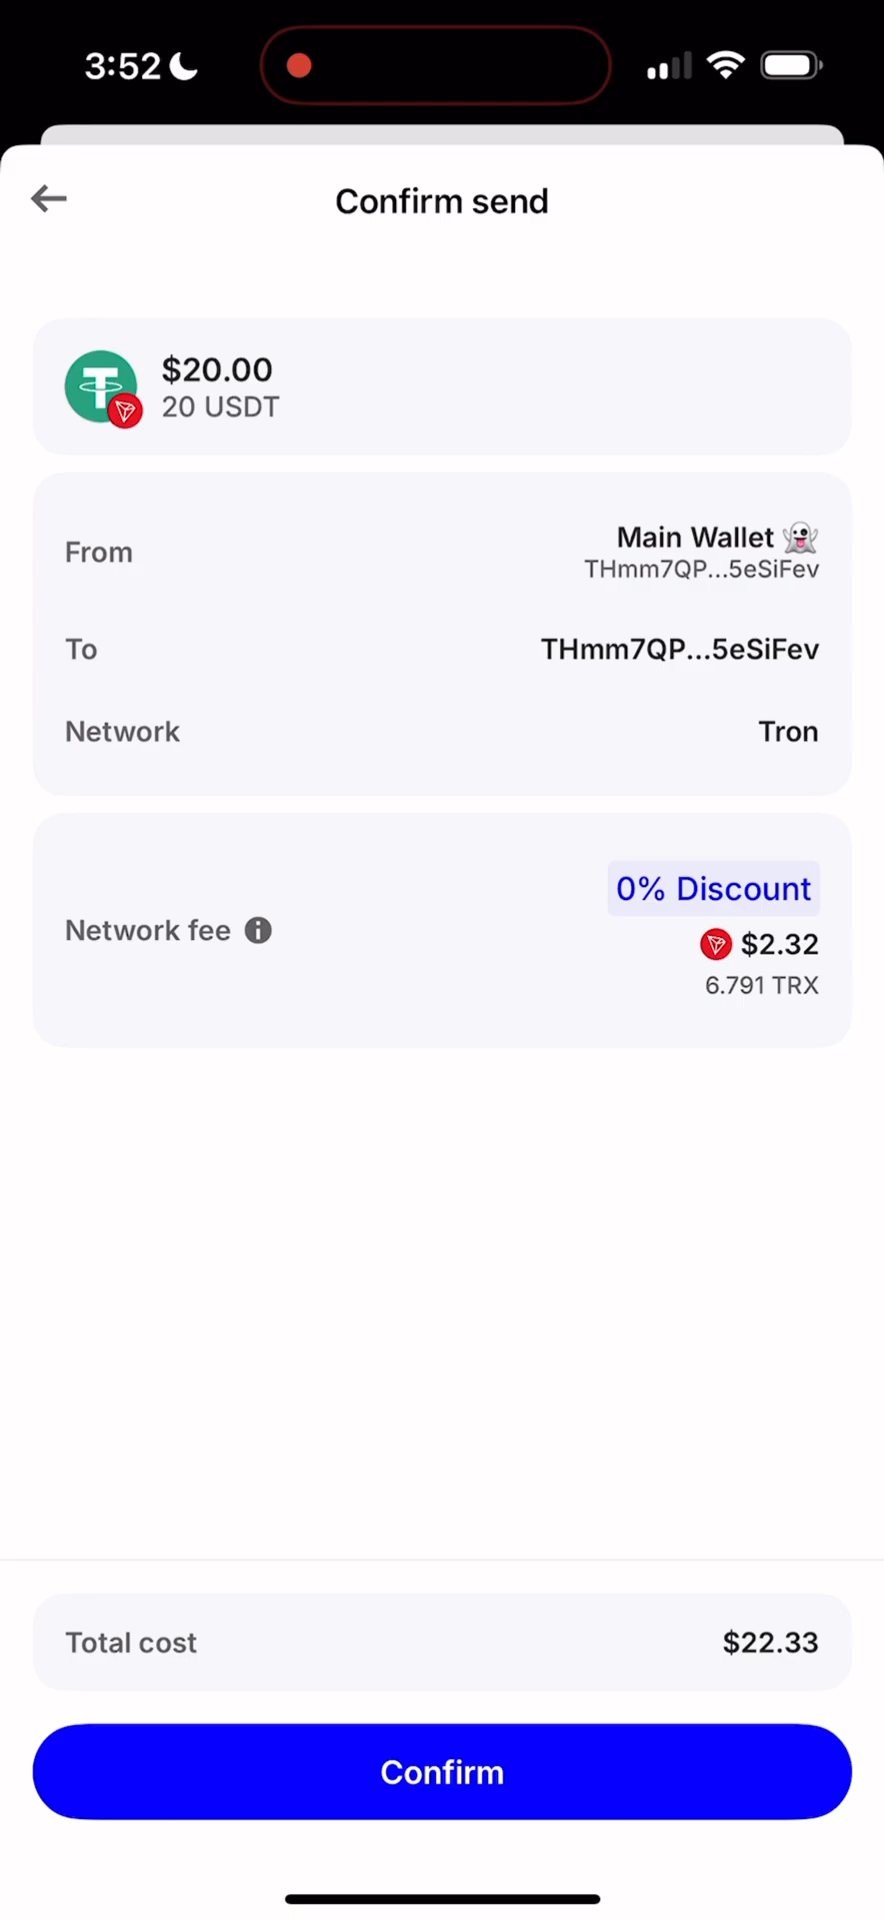 3:52
Confirm send
$20.00
20 USDT
From
Main Wallet 👻
THmm7QP...5eSiFev
To
THmm7QP...5eSiFev
Network
Tron
0% Discount
Network fee
$2.32
6.791 TRX
Total cost
$22.33
Confirm